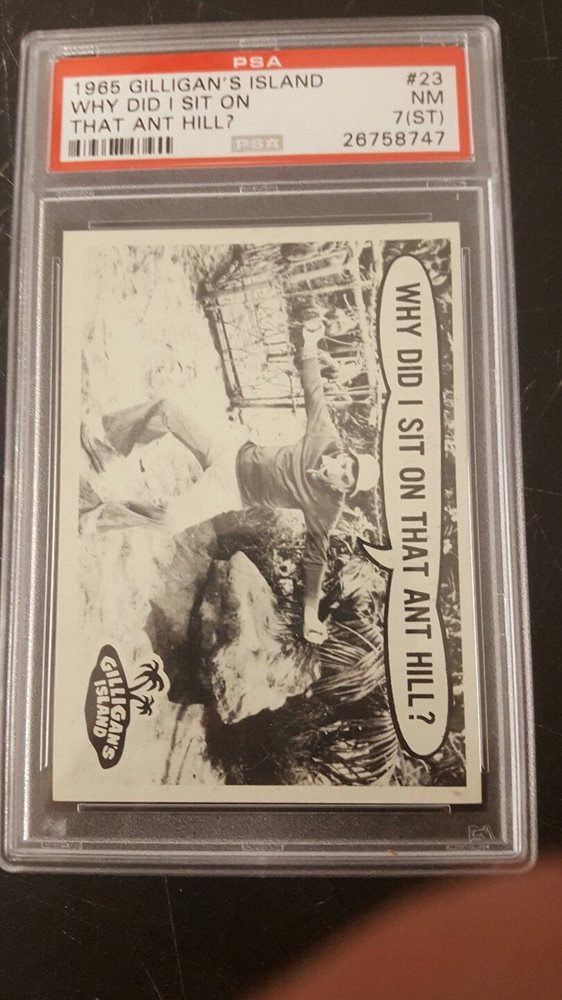 PSA
1965 GILLIGAN'S ISLAND #23
WHY DID I SIT ON NM
THAT ANT HILL? 7(ST)
PSA 26758747
WHY DID I SIT ON THAT ANT HILL?
GILLIGAN'S
ISLAND